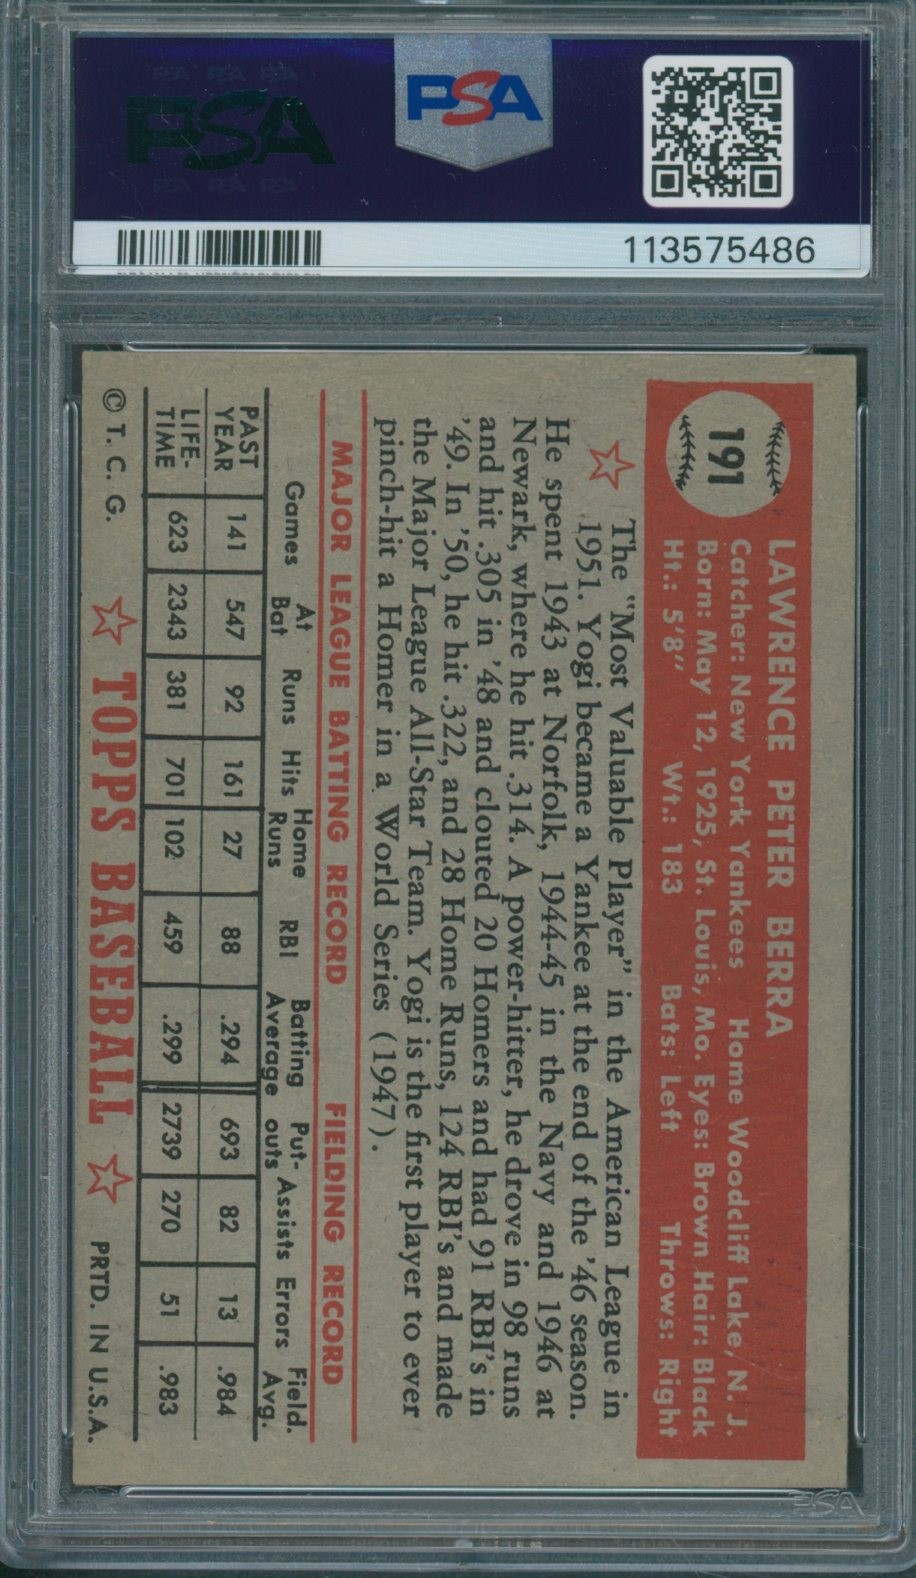 PSA PSA PSA
PSA
PSA PSA PSA
PSA
113575486
191
LAWRENCE PETER BERRA
Catcher: New York Yankees Home Woodcliff Lake, N. J.
Born: May 12, 1925, St. Louis, Mo. Eyes: Brown Hair: Black
Ht.: 5'8" Wt.: 183 Bats: Left Throws: Right
The "Most Valuable Player" in the American League in
1951. Yogi became a Yankee at the end of the '46 season.
He spent 1943 at Norfolk, 1944-45 in the Navy and 1946 at
Newark, where he hit .314. A power-hitter, he drove in 98 runs
and hit .305 in '48 and clouted 20 Homers and had 91 RBI's in
'49. In '50, he hit .322, and 28 Home Runs, 124 RBI's and made
the Major League All-Star Team. Yogi is the first player to ever
pinch-hit a Homer in a World Series (1947).
MAJOR LEAGUE BATTING RECORD FIELDING RECORD
Games At Bat Runs Hits Home Runs RBI Batting Average Put-outs Assists Errors Field. Avg.
PAST YEAR 141 547 92 161 27 88 .294 693 82 13 .984
LIFE-TIME 623 2343 381 701 102 459 .299 2739 270 51 .983
© T. C. G. TOPPS BASEBALL PRTD. IN U.S.A.
PSA